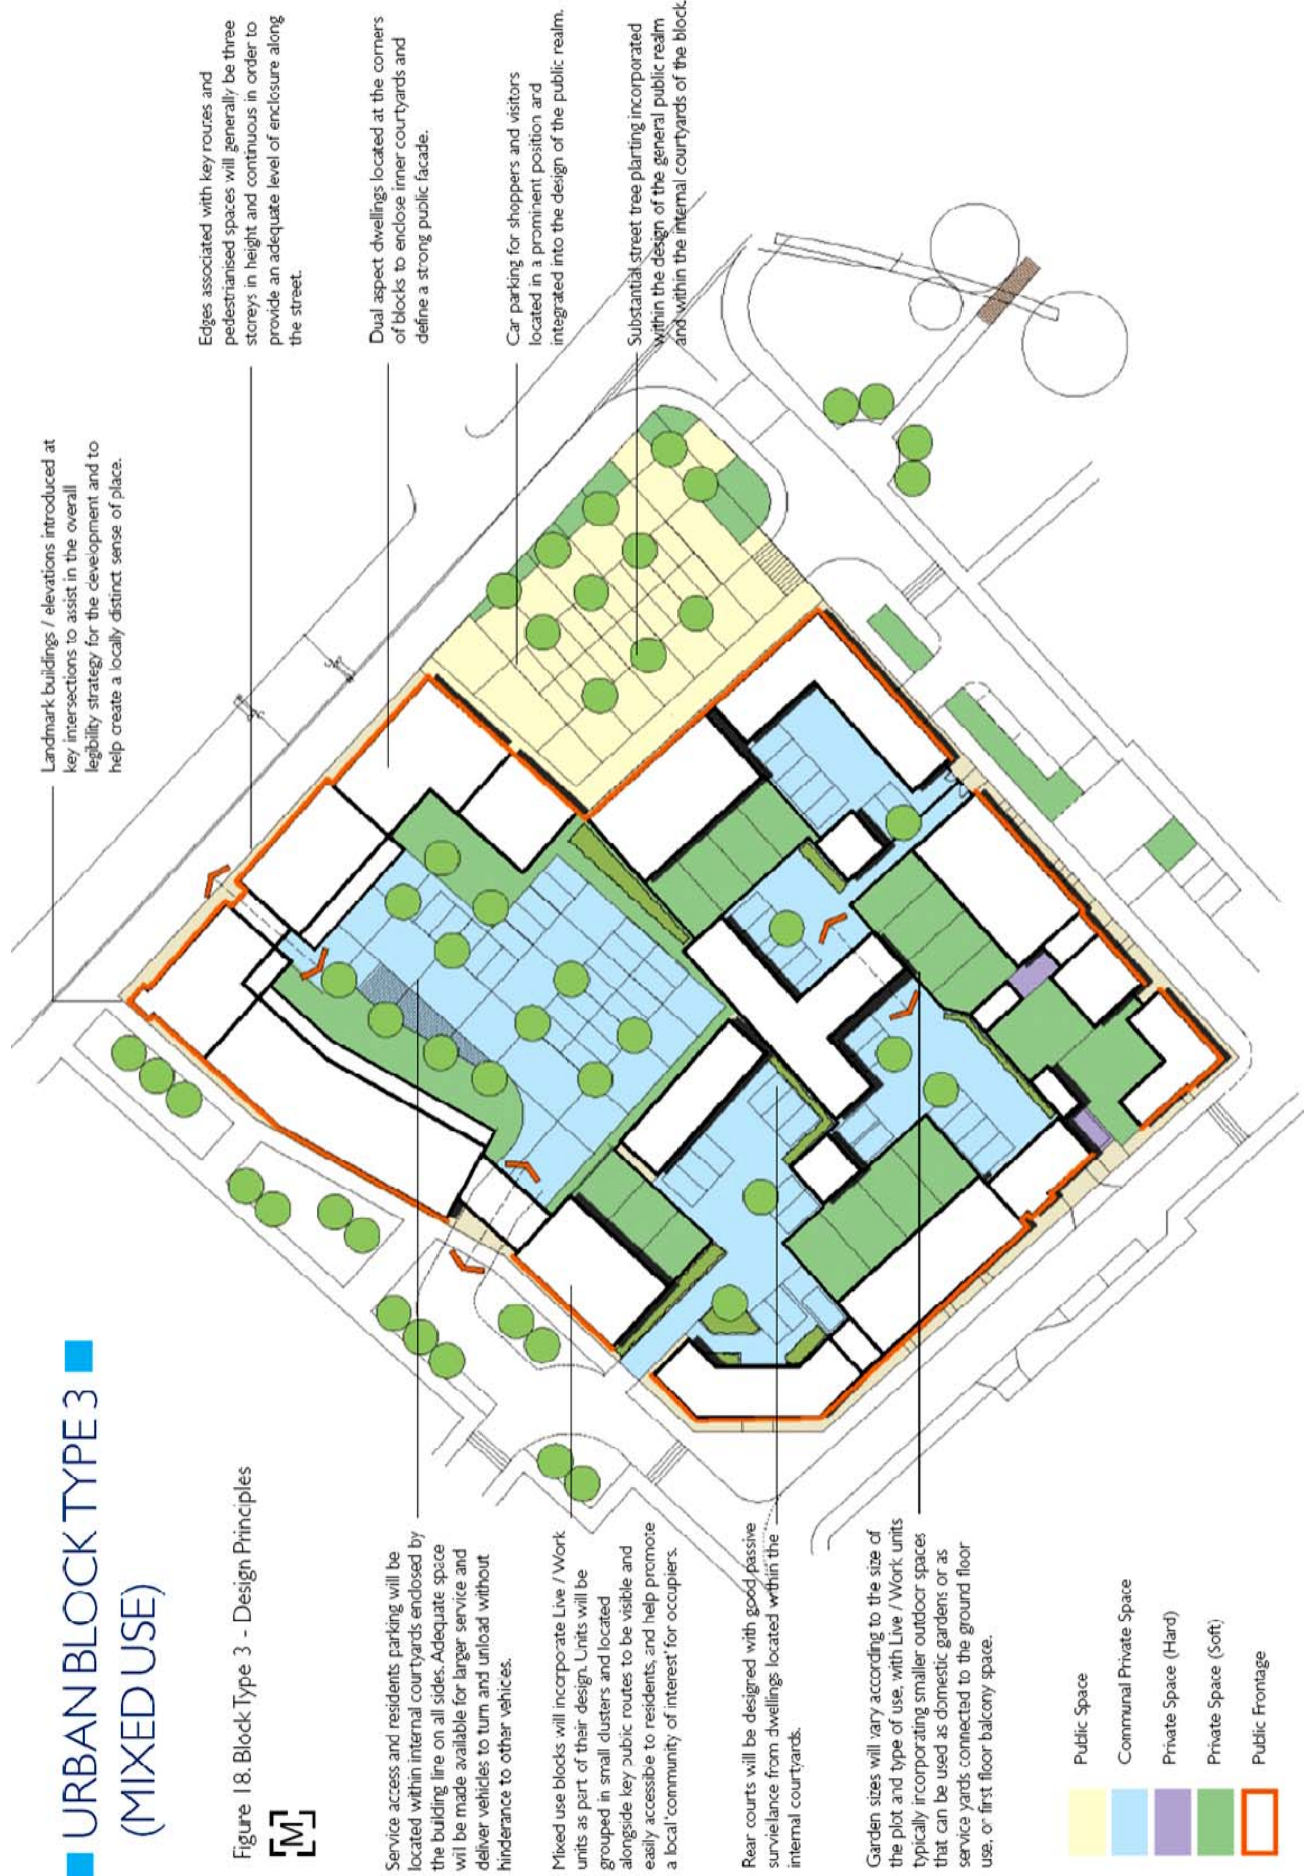 URBAN BLOCK TYPE 3
(MIXED USE)
Figure 18. Block Type 3 - Design Principles
[M]
Landmark buildings / elevations introduced at
key intersections to assist in the overall
legibility strategy for the development and to
help create a locally distinct sense of place.
Edges associated with key routes and
pedestrianised spaces will generally be three
storeys in height and continuous in order to
provide an adequate level of enclosure along
the street.
Dual aspect dwellings located at the corners
of blocks to enclose inner courtyards and
define a strong public facade.
Car parking for shoppers and visitors
located in a prominent position and
integrated into the design of the public realm.
Substantial street tree planting incorporated
within the design of the general public realm
and within the internal courtyards of the block.
Service access and residents parking will be
located within internal courtyards enclosed by
the building line on all sides. Adequate space
will be made available for larger service and
deliver vehicles to turn and unload without
hinderance to other vehicles.
Mixed use blocks will incorporate Live / Work
units as part of their design. Units will be
grouped in small clusters and located
alongside key public routes to be visible and
easily accessible to residents, and help promote
a local 'community of interest' for occupiers.
Rear courts will be designed with good passive
survielance from dwellings located within the
internal courtyards.
Garden sizes will vary according to the size of
the plot and type of use, with Live / Work units
typically incorporating smaller outdoor spaces
that can be used as domestic gardens or as
service yards connected to the ground floor
use, or first floor balcony space.
Public Space
Communal Private Space
Private Space (Hard)
Private Space (Soft)
Public Frontage